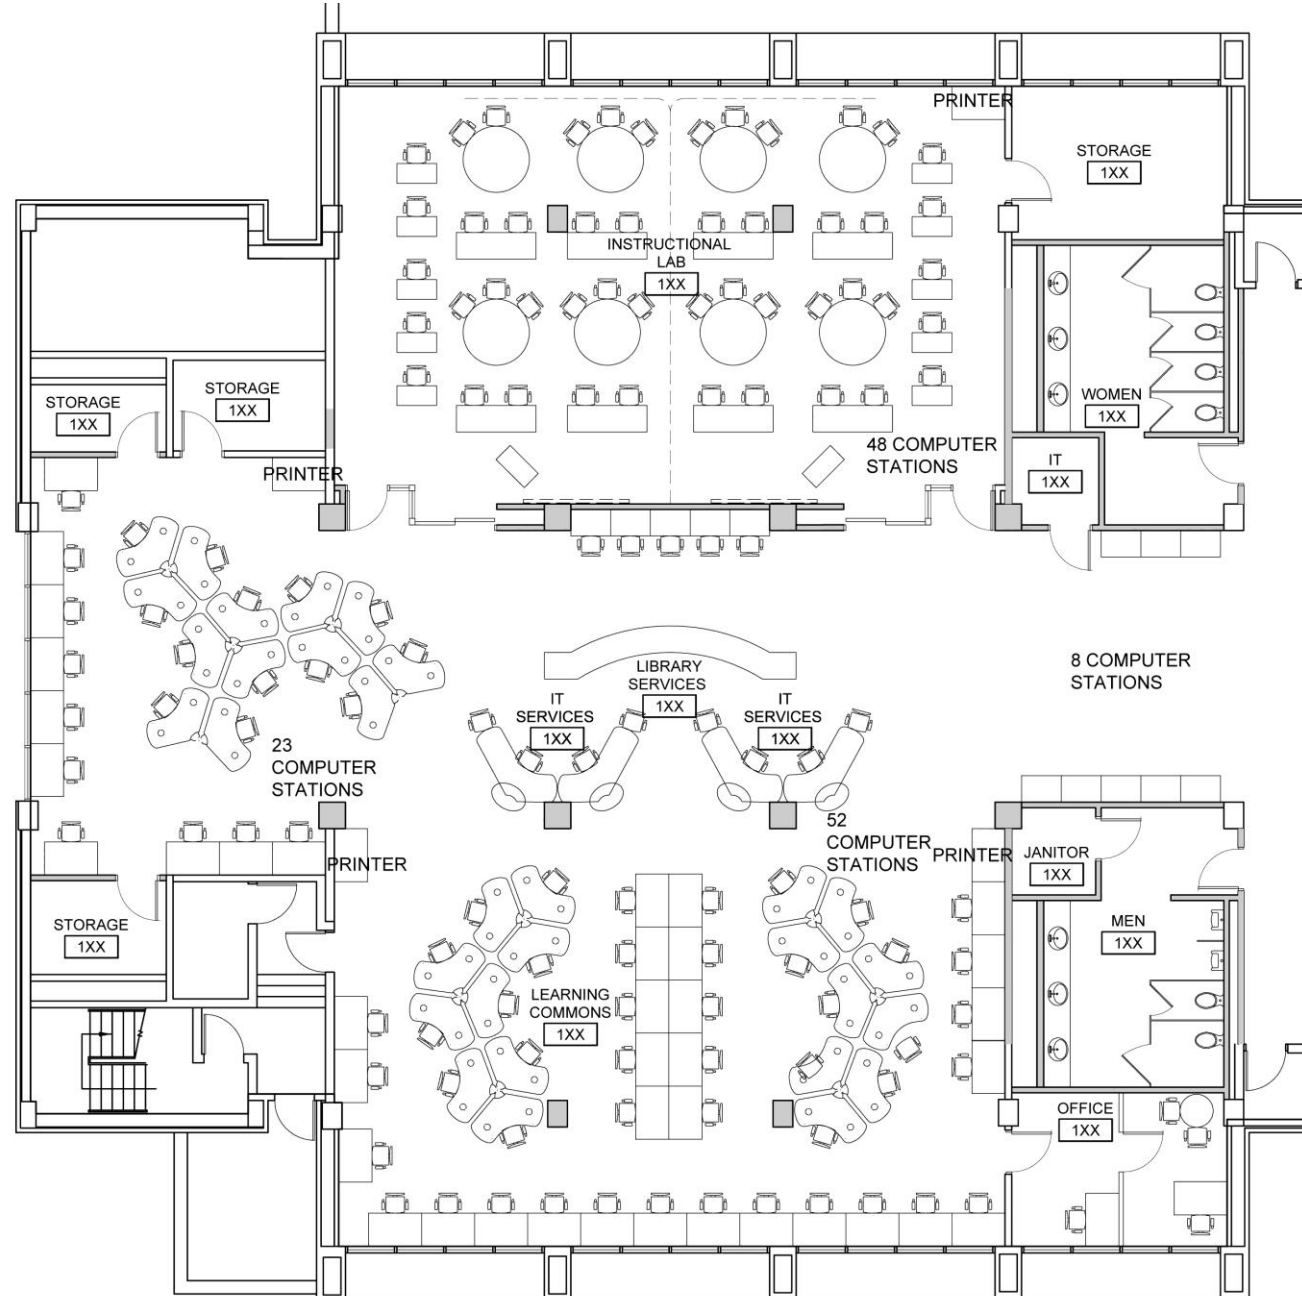 PRINTER
STORAGE
1XX
INSTRUCTIONAL
LAB
1XX
STORAGE
1XX
STORAGE
1XX
WOMEN
1XX
PRINTER
48 COMPUTER
STATIONS
IT
1XX
LIBRARY
SERVICES
1XX
8 COMPUTER
STATIONS
IT
SERVICES
1XX
IT
SERVICES
1XX
23
COMPUTER
STATIONS
52
COMPUTER
STATIONS
PRINTER
PRINTER
JANITOR
1XX
STORAGE
1XX
MEN
1XX
LEARNING
COMMONS
1XX
OFFICE
1XX